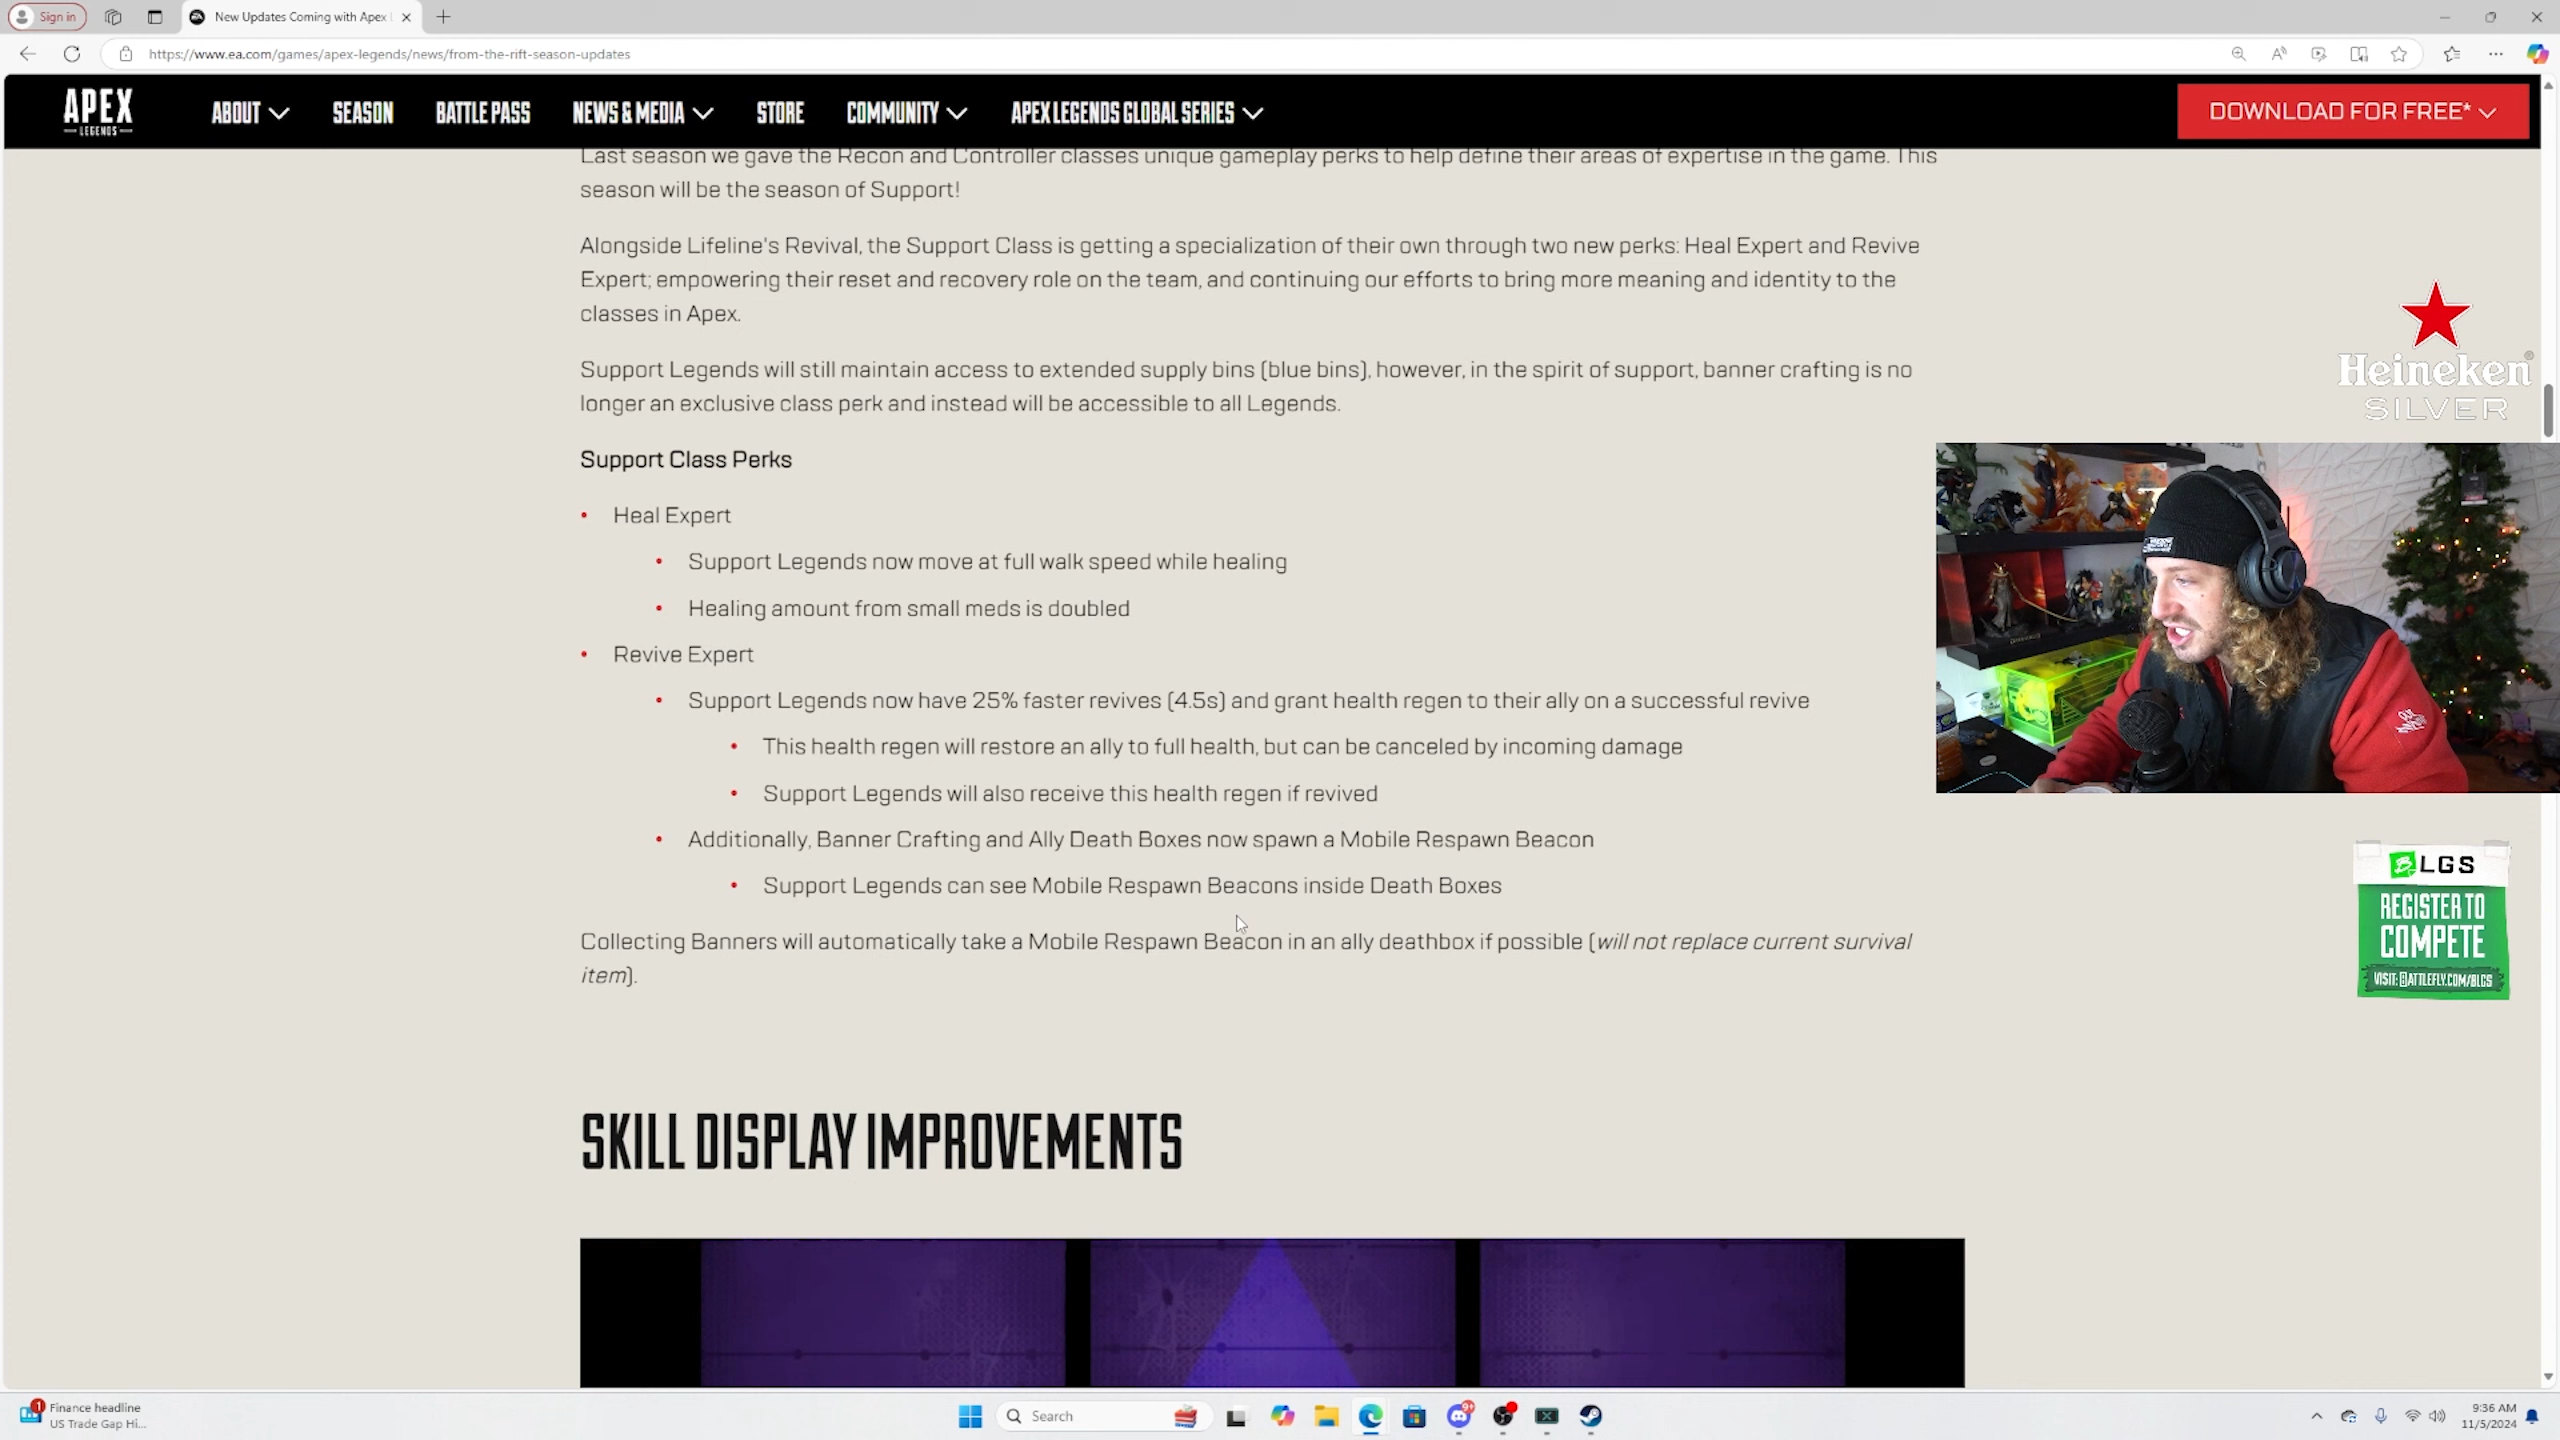 Sign in
New Updates Coming with Apex L
https://www.ea.com/games/apex-legends/news/from-the-rift-season-updates
APEX
LEGENDS
ABOUT
SEASON
BATTLE PASS
NEWS & MEDIA
STORE
COMMUNITY
APEX LEGENDS GLOBAL SERIES
DOWNLOAD FOR FREE*
Last season we gave the Recon and Controller classes unique gameplay perks to help define their areas of expertise in the game. This
season will be the season of Support!
Alongside Lifeline's Revival, the Support Class is getting a specialization of their own through two new perks: Heal Expert and Revive
Expert; empowering their reset and recovery role on the team, and continuing our efforts to bring more meaning and identity to the
classes in Apex.
Support Legends will still maintain access to extended supply bins (blue bins), however, in the spirit of support, banner crafting is no
longer an exclusive class perk and instead will be accessible to all Legends.
Support Class Perks
• Heal Expert
• Support Legends now move at full walk speed while healing
• Healing amount from small meds is doubled
• Revive Expert
• Support Legends now have 25% faster revives (4.5s) and grant health regen to their ally on a successful revive
• This health regen will restore an ally to full health, but can be canceled by incoming damage
• Support Legends will also receive this health regen if revived
• Additionally, Banner Crafting and Ally Death Boxes now spawn a Mobile Respawn Beacon
• Support Legends can see Mobile Respawn Beacons inside Death Boxes
Collecting Banners will automatically take a Mobile Respawn Beacon in an ally deathbox if possible (will not replace current survival
item).
SKILL DISPLAY IMPROVEMENTS
Heineken®
SILVER
BLGS
REGISTER TO
COMPETE
VISIT: BATTLEFLY.COM/BLGS
1
Finance headline
US Trade Gap Hi...
Search
9+
9:36 AM
11/5/2024